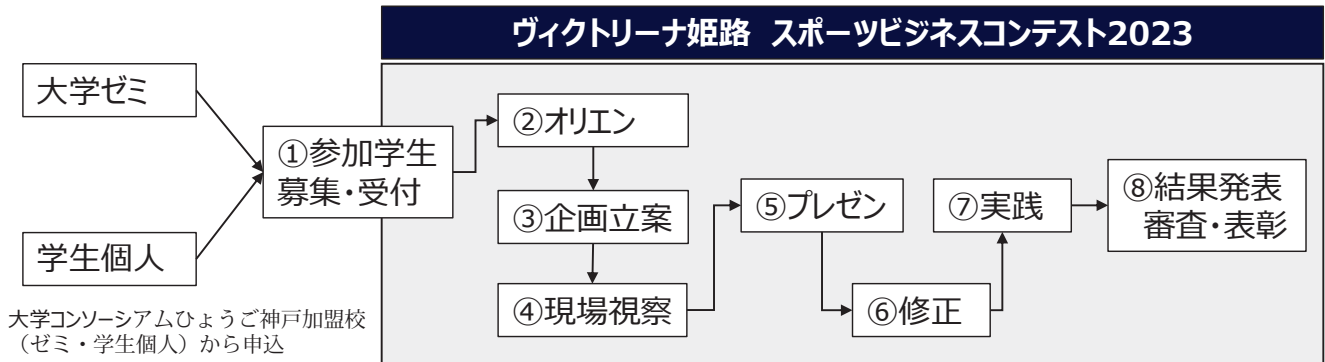 ヴィクトリーナ姫路 スポーツビジネスコンテスト2023
大学ゼミ
学生個人
大学コンソーシアムひょうご神戸加盟校
（ゼミ・学生個人）から申込
①参加学生
募集・受付
②オリエン
③企画立案
④現場視察
⑤プレゼン
⑥修正
⑦実践
⑧結果発表
審査・表彰